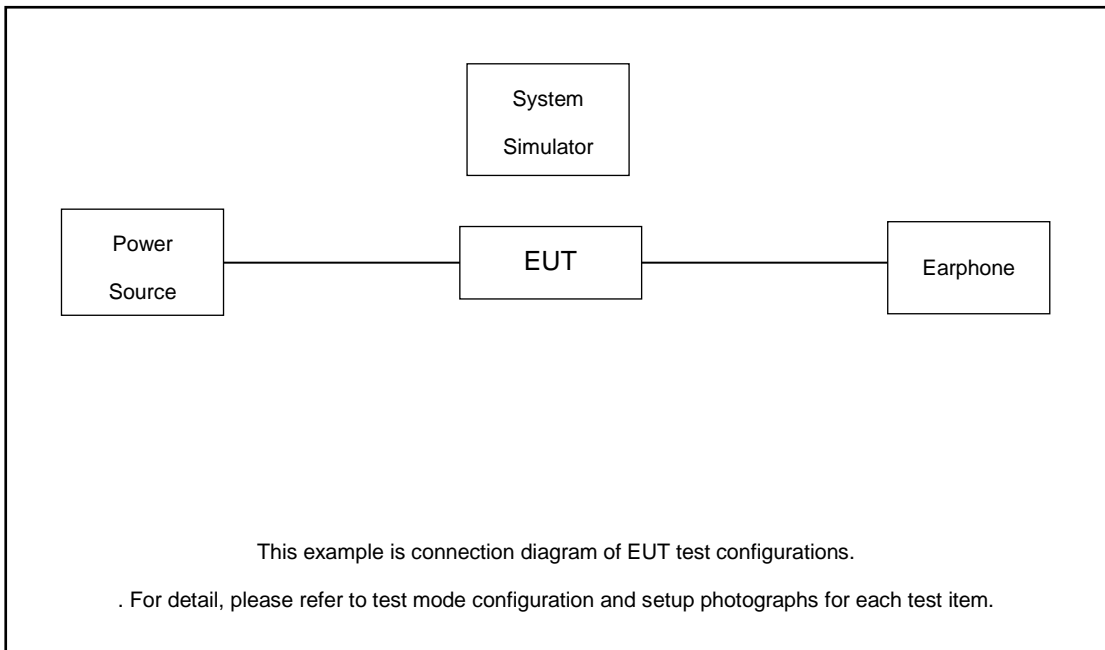 System
Simulator
Power
Source
EUT
Earphone
This example is connection diagram of EUT test configurations.
. For detail, please refer to test mode configuration and setup photographs for each test item.